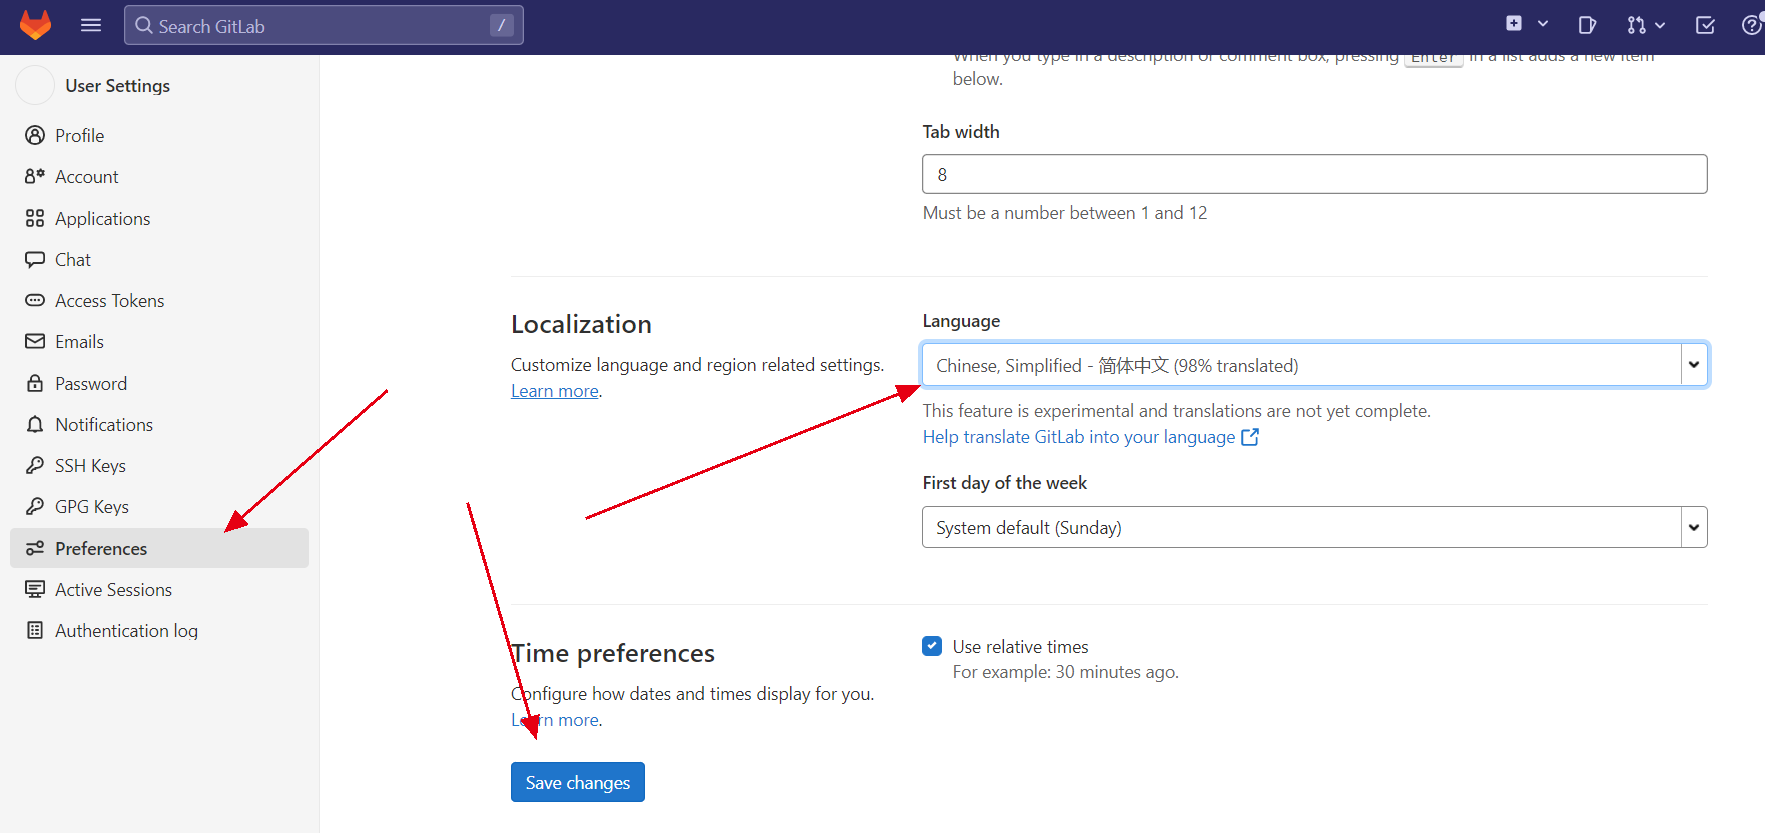 Search GitLab
/
User Settings
Profile
Account
Applications
Chat
Access Tokens
Emails
Password
Notifications
SSH Keys
GPG Keys
Preferences
Active Sessions
Authentication log
When you type in a description or comment box, pressing Enter in a list adds a new item
below.
Tab width
8
Must be a number between 1 and 12
Localization
Customize language and region related settings.
Learn more.
Language
Chinese, Simplified - 简体中文 (98% translated)
This feature is experimental and translations are not yet complete.
Help translate GitLab into your language
First day of the week
System default (Sunday)
Time preferences
Configure how dates and times display for you.
Learn more.
Use relative times
For example: 30 minutes ago.
Save changes